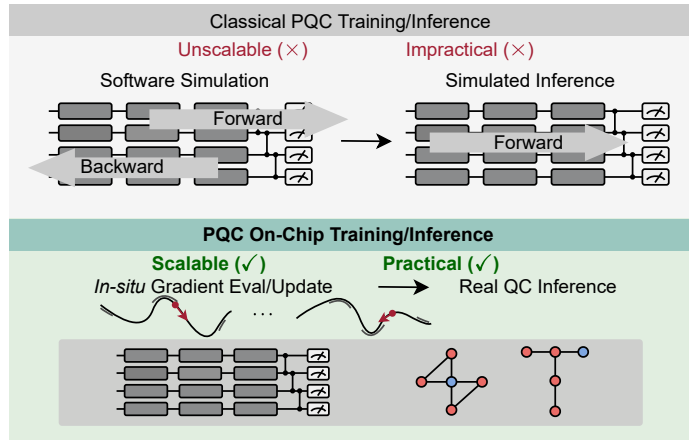 Classical PQC Training/Inference
Unscalable (×) Impractical (×)
Software Simulation Simulated Inference
Forward
Backward
Forward
PQC On-Chip Training/Inference
Scalable (✓) Practical (✓)
In-situ Gradient Eval/Update Real QC Inference
...